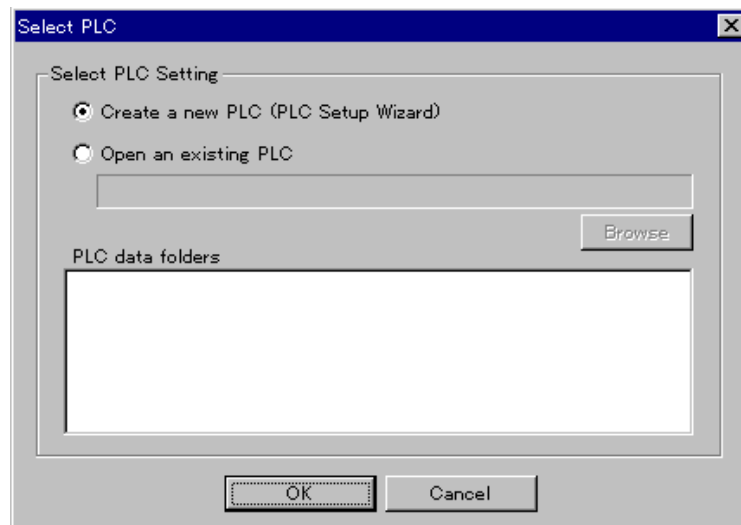 Select PLC
Select PLC Setting
Create a new PLC (PLC Setup Wizard)
Open an existing PLC
Browse
PLC data folders
OK
Cancel